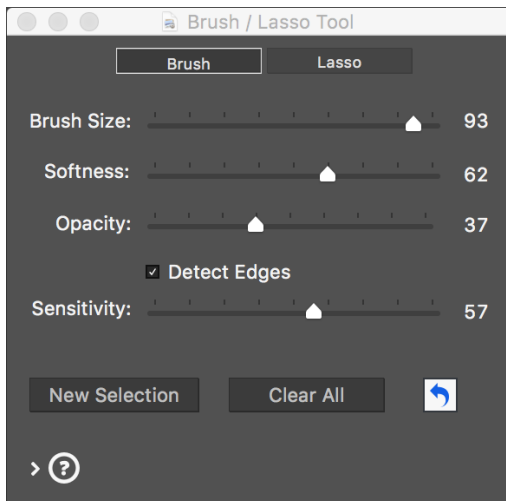 Brush / Lasso Tool
Brush Lasso
Brush Size: 93
Softness: 62
Opacity: 37
Detect Edges
Sensitivity: 57
New Selection Clear All
?